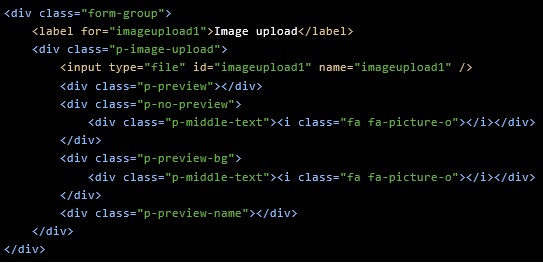 <div class="form-group">
    <label for="imageupload1">Image upload</label>
    <div class="p-image-upload">
        <input type="file" id="imageupload1" name="imageupload1" />
        <div class="p-preview"></div>
        <div class="p-no-preview">
            <div class="p-middle-text"><i class="fa fa-picture-o"></i></div>
        </div>
        <div class="p-preview-bg">
            <div class="p-middle-text"><i class="fa fa-picture-o"></i></div>
        </div>
        <div class="p-preview-name"></div>
    </div>
</div>